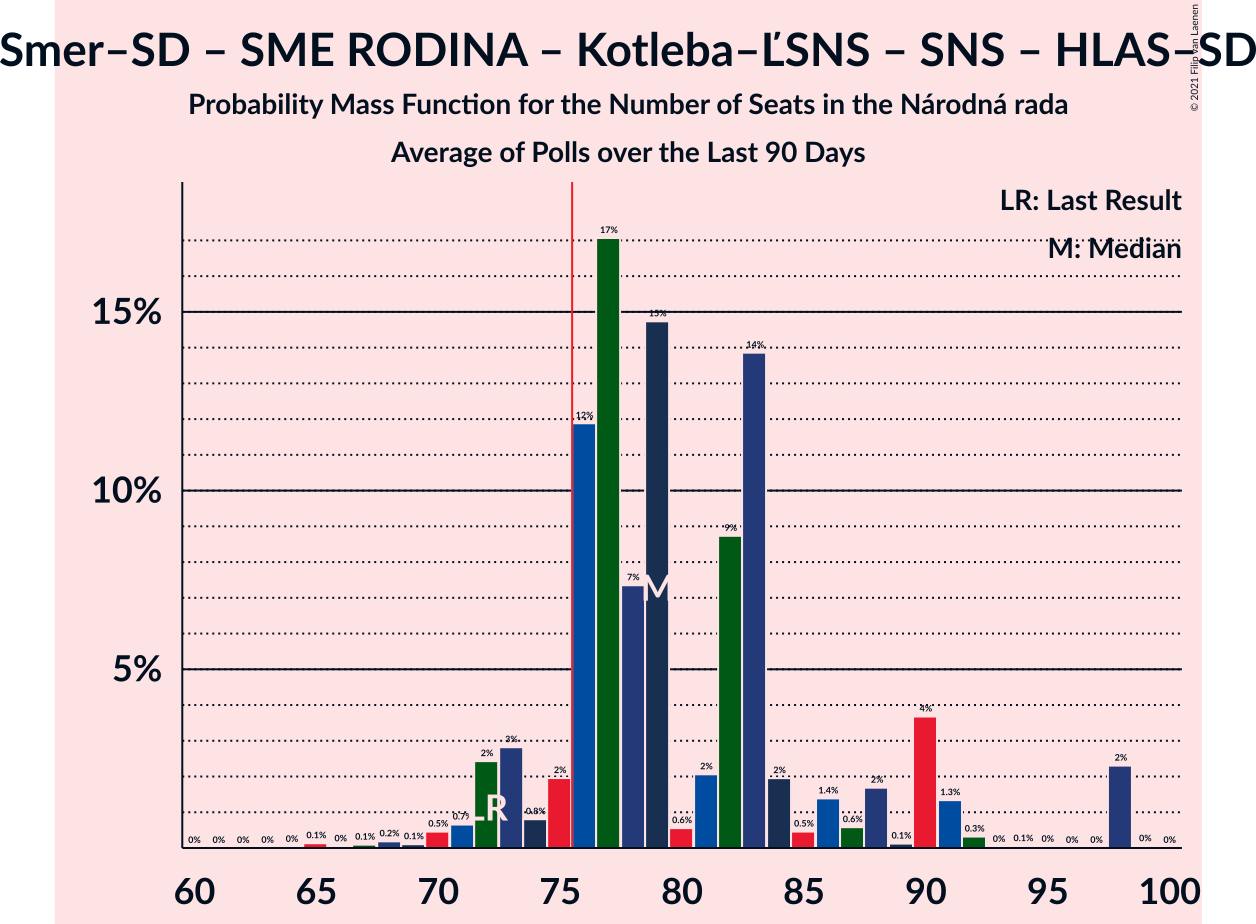 Smer–SD – SME RODINA – Kotleba–ĽSNS – SNS – HLAS–SD
Probability Mass Function for the Number of Seats in the Národná rada
Average of Polls over the Last 90 Days
© 2021 Filip van Laenen
LR: Last Result
M: Median
15%
10%
5%
0% 0% 0% 0% 0% 0.1% 0% 0.1% 0.2% 0.1% 0.5% 0.7% 2% 3% 0.8% 2% 12% 17% 7% 15% 0.6% 2% 9% 14% 2% 0.5% 1.4% 0.6% 2% 0.1% 4% 1.3% 0.3% 0% 0.1% 0% 0% 0% 2% 0% 0%
LR
M
60 65 70 75 80 85 90 95 100